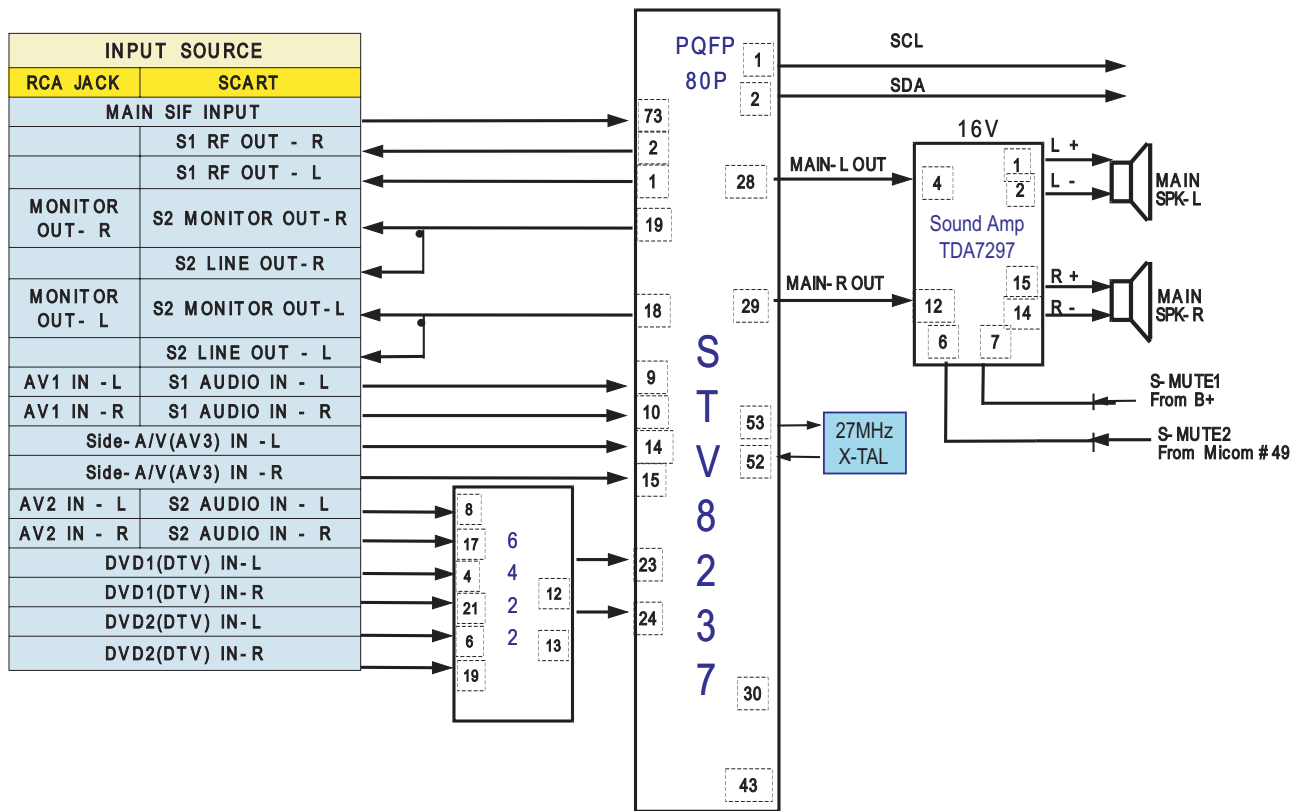 INPUT SOURCE
RCA JACK SCART
MAIN SIF INPUT
S1 RF OUT - R
S1 RF OUT - L
MONITOR
OUT- R
S2 MONITOR OUT-R
S2 LINE OUT-R
MONITOR
OUT- L
S2 MONITOR OUT-L
S2 LINE OUT - L
AV1 IN -L S1 AUDIO IN - L
AV1 IN -R S1 AUDIO IN - R
Side- A/V(AV3) IN -L
Side- A/V(AV3) IN -R
AV2 IN - L S2 AUDIO IN - L
AV2 IN - R S2 AUDIO IN - R
DVD1(DTV) IN-L
DVD1(DTV) IN-R
DVD2(DTV) IN-L
DVD2(DTV) IN-R
8
17
4
21
6
19
6
4
2
2
12
13
73
2
1
19
18
9
10
14
15
23
24
PQFP
80P
1
2
28
29
53
52
30
43
S
T
V
8
2
3
7
SCL
SDA
MAIN-L OUT
MAIN-R OUT
27MHz
X-TAL
16V
4
12
6
7
1
2
15
14
Sound Amp
TDA7297
L +
L -
R +
R -
MAIN
SPK-L
MAIN
SPK-R
S-MUTE1
From B+
S-MUTE2
From Micom #49